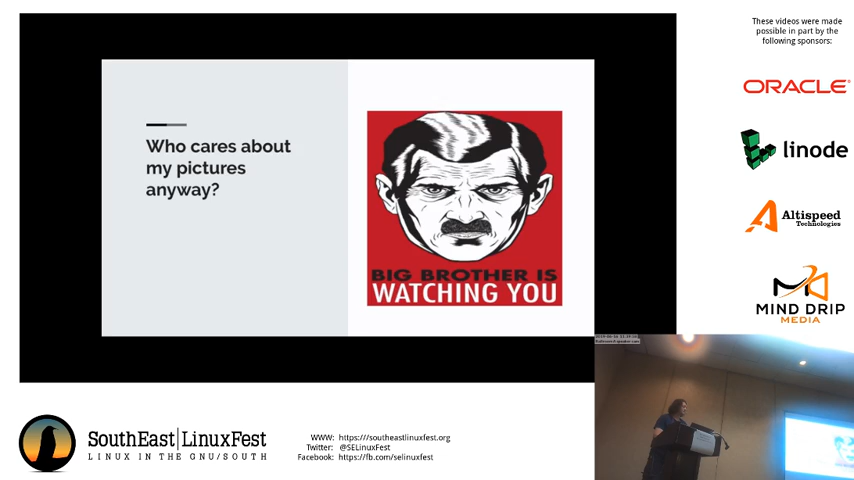 These videos were made
possible in part by the
following sponsors:
ORACLE
linode
Altispeed
Technologies
MIND DRIP
MEDIA
Who cares about
my pictures
anyway?
BIG BROTHER IS
WATCHING YOU
SouthEast|LinuxFest
LINUX IN THE GNU/SOUTH
WWW: https://southeastlinuxfest.org
Twitter: @SELinuxFest
Facebook: https://fb.com/selinuxfest